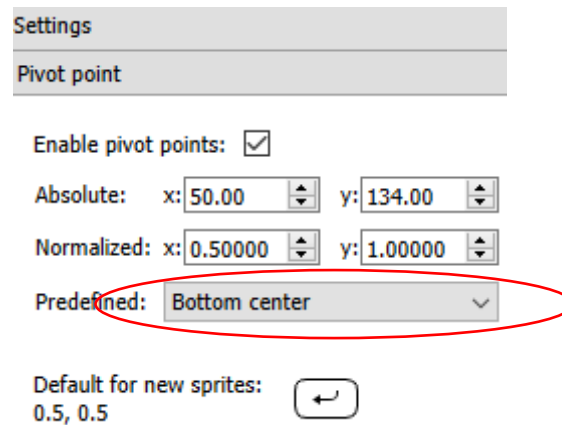 Settings
Pivot point
Enable pivot points:
Absolute: x: 50.00 y: 134.00
Normalized: x: 0.50000 y: 1.00000
Predefined: Bottom center
Default for new sprites:
0.5, 0.5